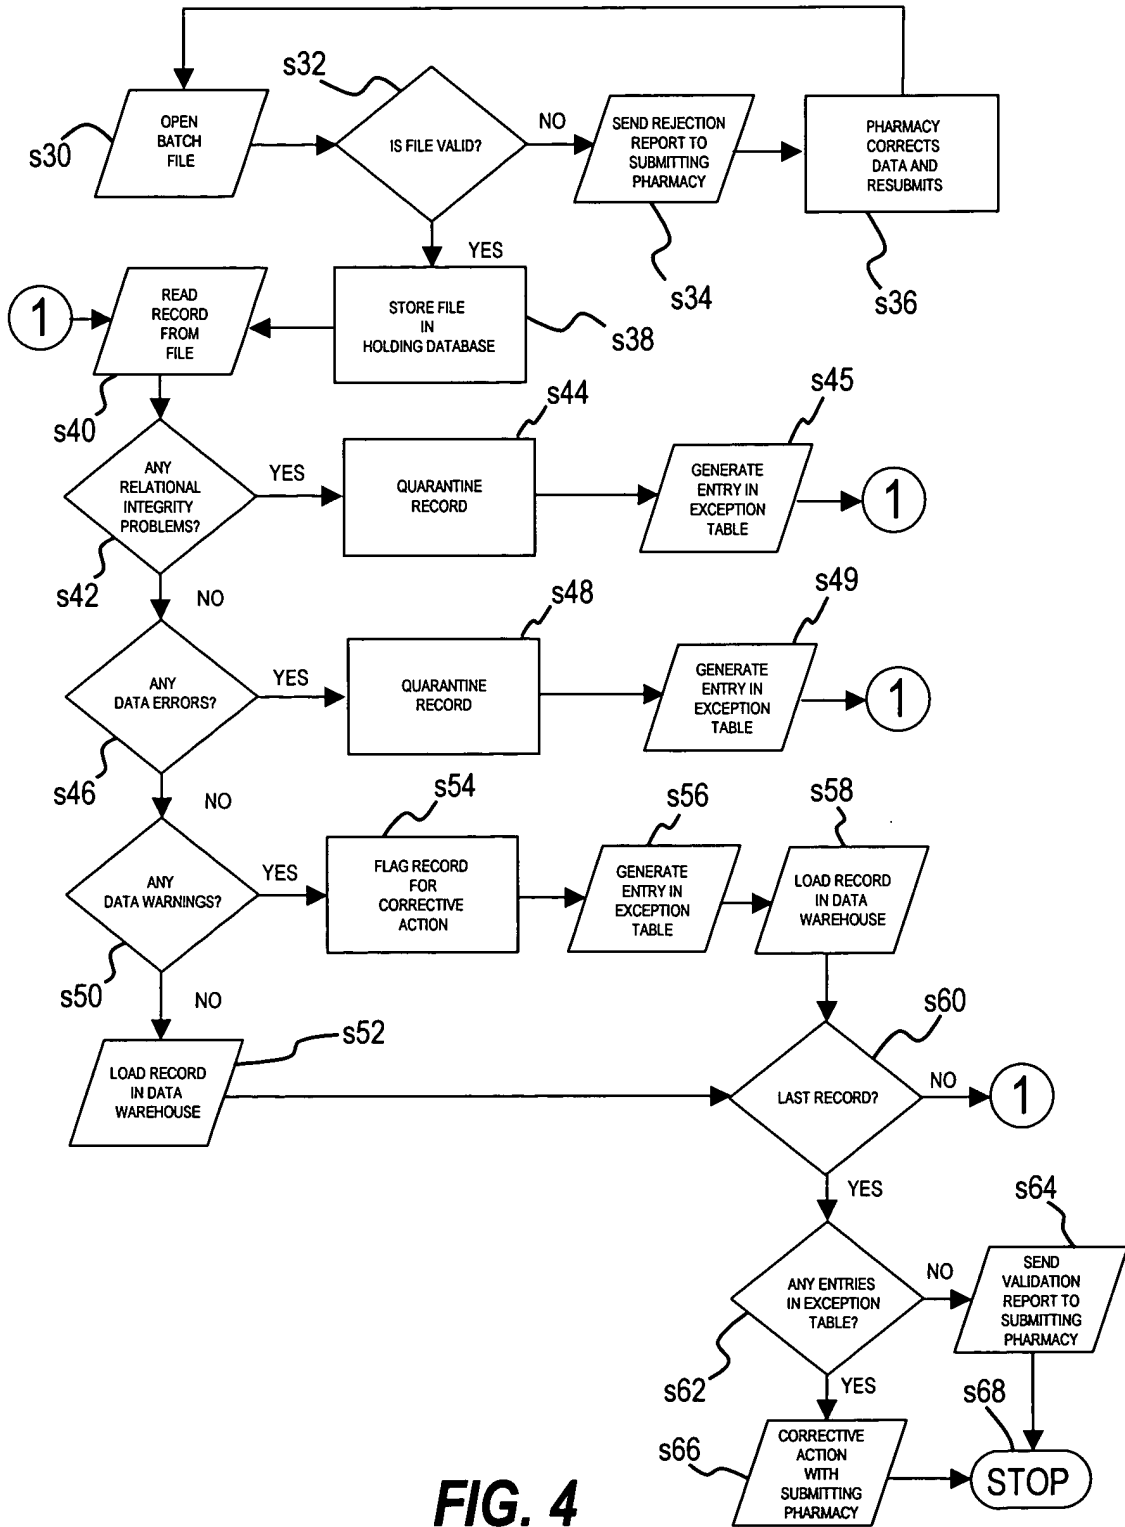 s32
OPEN
BATCH
FILE
s30
IS FILE VALID?
NO
SEND REJECTION
REPORT TO
SUBMITTING
PHARMACY
PHARMACY
CORRECTS
DATA AND
RESUBMITS
s34
s36
YES
1
READ
RECORD
FROM
FILE
STORE FILE
IN
HOLDING DATABASE
s38
s40
s44
s45
ANY
RELATIONAL
INTEGRITY
PROBLEMS?
YES
QUARANTINE
RECORD
GENERATE
ENTRY IN
EXCEPTION
TABLE
1
s42
NO
s48
s49
ANY
DATA ERRORS?
YES
QUARANTINE
RECORD
GENERATE
ENTRY IN
EXCEPTION
TABLE
1
s46
NO
s54
s56
s58
ANY
DATA WARNINGS?
YES
FLAG RECORD
FOR
CORRECTIVE
ACTION
GENERATE
ENTRY IN
EXCEPTION
TABLE
LOAD RECORD
IN DATA
WAREHOUSE
s50
NO
s52
s60
LOAD RECORD
IN DATA
WAREHOUSE
LAST RECORD?
NO
1
YES
s64
ANY ENTRIES
IN EXCEPTION
TABLE?
NO
SEND
VALIDATION
REPORT TO
SUBMITTING
PHARMACY
s62
YES
s68
s66
CORRECTIVE
ACTION
WITH
SUBMITTING
PHARMACY
STOP
FIG. 4